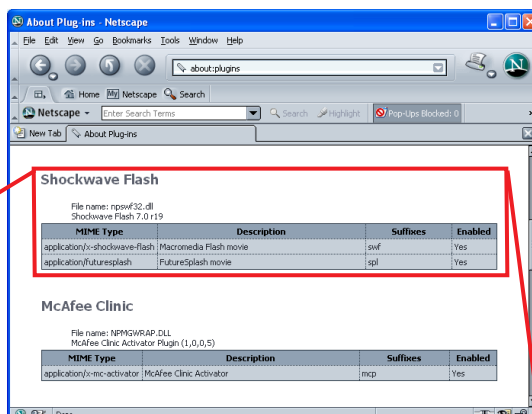 About Plug-ins - Netscape
File Edit View Go Bookmarks Tools Window Help
about:plugins
Home My Netscape Search
Netscape Enter Search Terms Search Highlight Pop-Ups Blocked: 0
New Tab About Plug-ins
Shockwave Flash
File name: npswf32.dll
Shockwave Flash 7.0 r19
MIME Type Description Suffixes Enabled
application/x-shockwave-flash Macromedia Flash movie swf Yes
application/futuresplash FutureSplash movie spl Yes
McAfee Clinic
File name: NPMGWRAP.DLL
McAfee Clinic Activator Plugin (1,0,0,5)
MIME Type Description Suffixes Enabled
application/x-mc-activator McAfee Clinic Activator mcp Yes